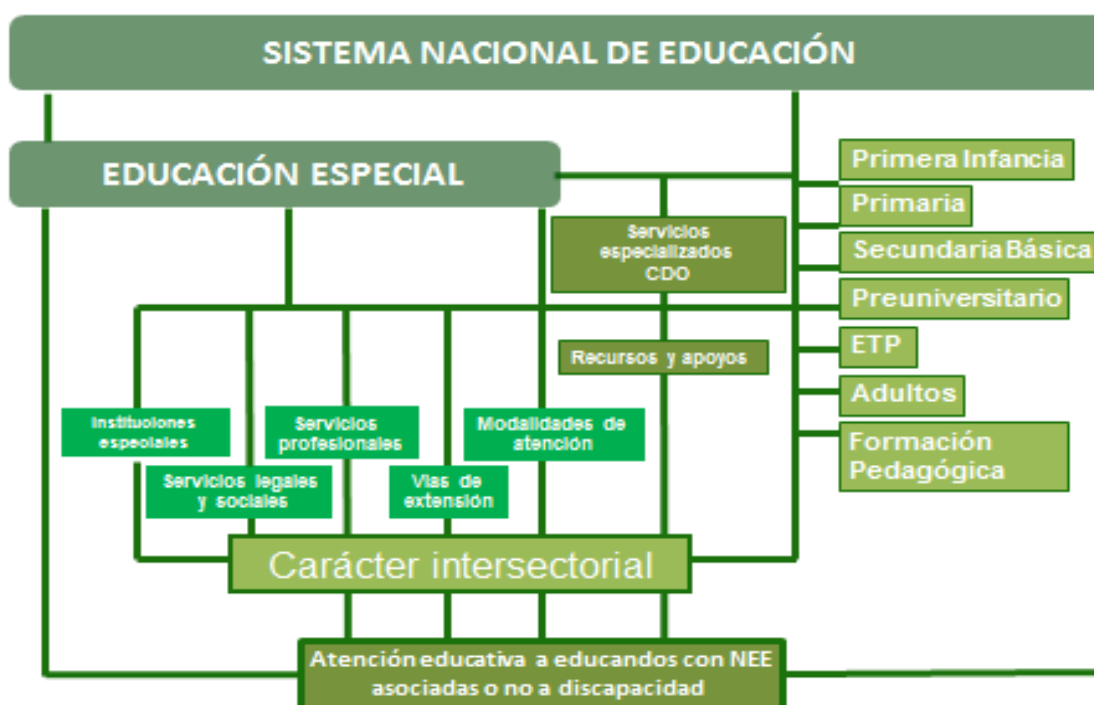 SISTEMA NACIONAL DE EDUCACIÓN
EDUCACIÓN ESPECIAL
Servicios
especializados
CDO
Recursos y apoyos
Primera Infancia
Primaria
Secundaria Básica
Preuniversitario
ETP
Adultos
Formación
Pedagógica
Instituciones
especiales
Servicios legales
y sociales
Servicios
profesionales
Vías de
extensión
Modalidades de
atención
Carácter intersectorial
Atención educativa a educandos con NEE
asociadas o no a discapacidad